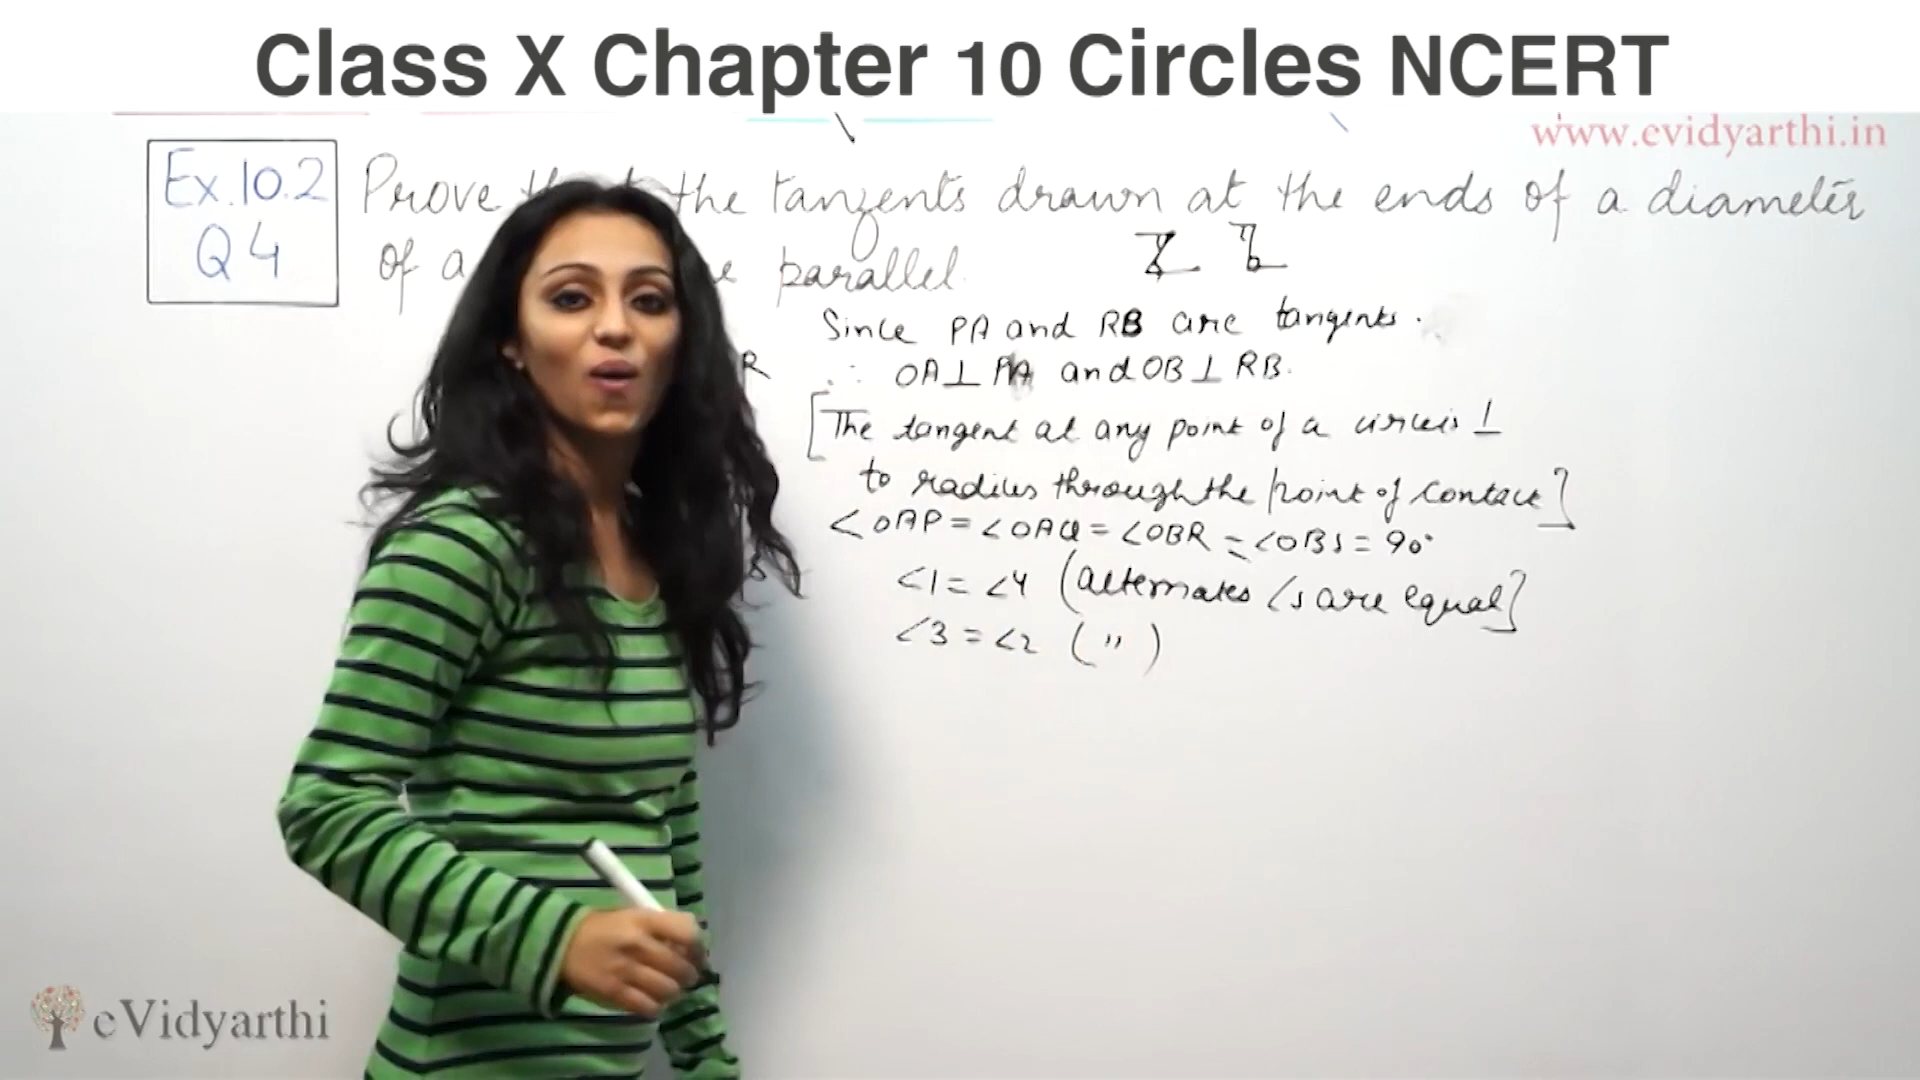 Class X Chapter 10 Circles NCERT
www.evidyarthi.in
Ex.10.2
Q4
Prove the tangents drawn at the ends of a diameter
of a parallel.
Since PA and RB are tangents.
∴ OA⊥PA and OB⊥RB.
[The tangent at any point of a circle is ⊥
to radius through the point of contact]
∠OAP = ∠OAQ = ∠OBR = ∠OBS = 90°
∠1 = ∠4 (alternates ∠s are equal]
∠3 = ∠2 ( " )
R
eVidyarthi